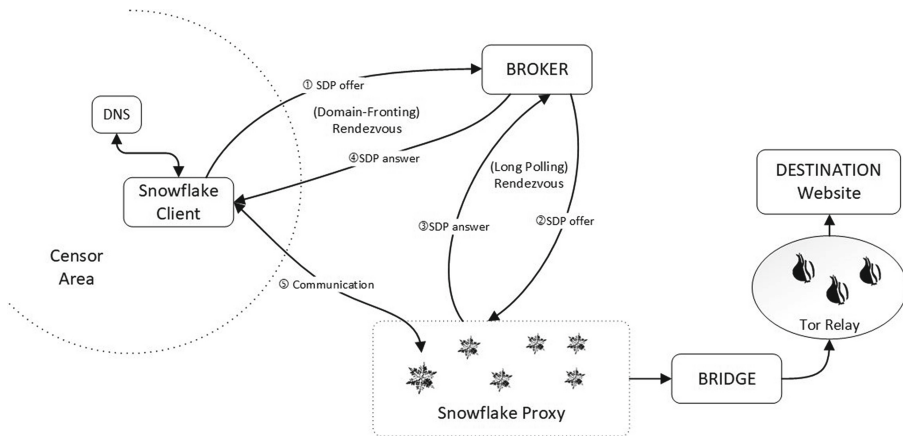 ① SDP offer
BROKER
(Domain-Fronting)
Rendezvous
DNS
④SDP answer
(Long Polling)
Rendezvous
DESTINATION
Website
Snowflake
Client
③SDP answer
②SDP offer
Censor
Area
⑤ Communication
Tor Relay
BRIDGE
Snowflake Proxy